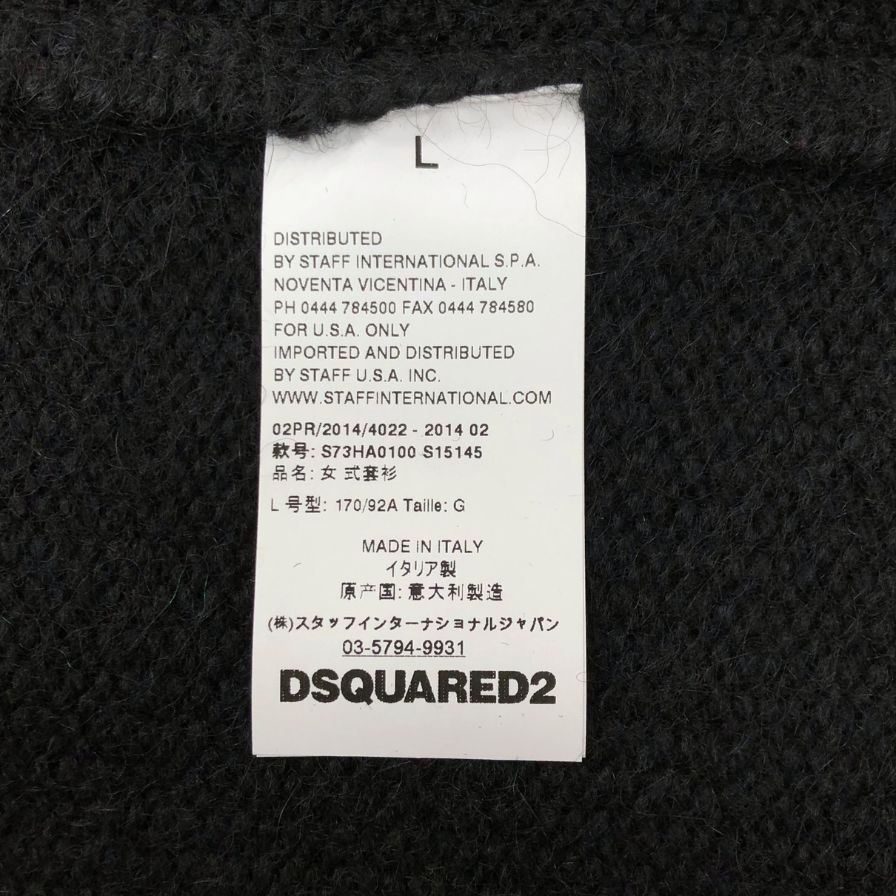 L
DISTRIBUTED
BY STAFF INTERNATIONAL S.P.A.
NOVENTA VICENTINA - ITALY
PH 0444 784500 FAX 0444 784580
FOR U.S.A. ONLY
IMPORTED AND DISTRIBUTED
BY STAFF U.S.A. INC.
WWW.STAFFINTERNATIONAL.COM
02PR/2014/4022 - 2014 02
款号: S73HA0100 S15145
品名: 女 式套衫
L 号型: 170/92A Taille: G
MADE IN ITALY
イタリア製
原产国: 意大利製造
(株)スタッフインターナショナルジャパン
03-5794-9931
DSQUARED2